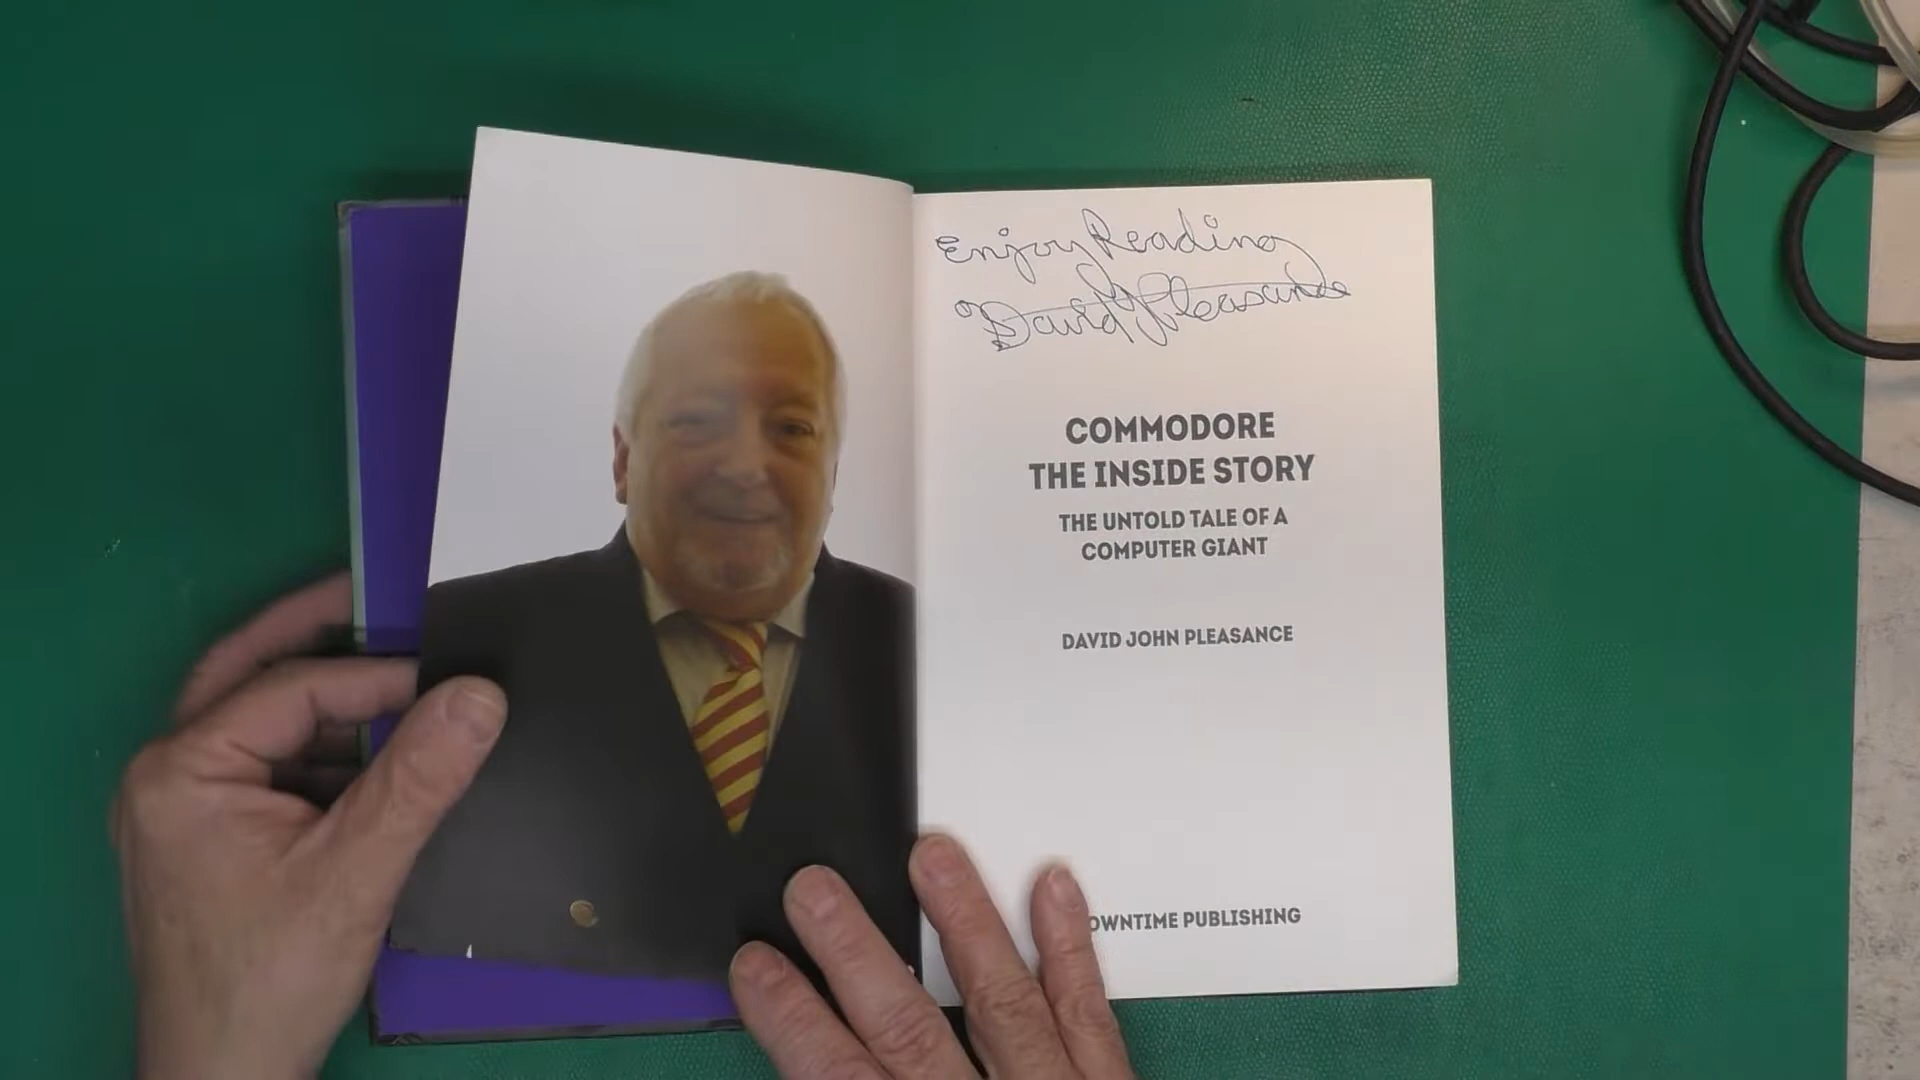 Enjoy Reading
David Pleasance
COMMODORE
THE INSIDE STORY
THE UNTOLD TALE OF A
COMPUTER GIANT
DAVID JOHN PLEASANCE
OWNTIME PUBLISHING